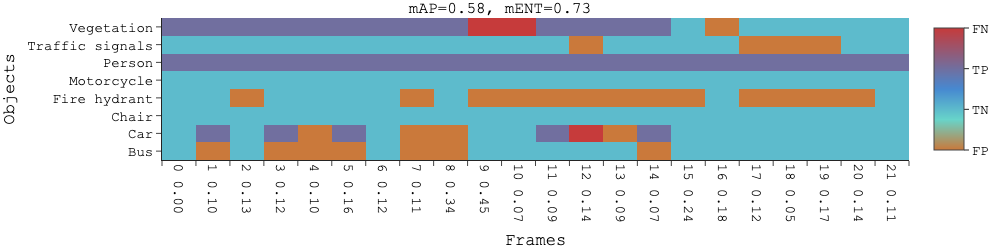 mAP=0.58, mENT=0.73
Objects
Vegetation
Traffic signals
Person
Motorcycle
Fire hydrant
Chair
Car
Bus
0 0.00
1 0.10
2 0.13
3 0.12
4 0.10
5 0.16
6 0.12
7 0.11
8 0.34
9 0.45
10 0.07
11 0.09
12 0.14
13 0.09
14 0.07
15 0.24
16 0.18
17 0.12
18 0.05
19 0.17
20 0.14
21 0.11
Frames
FN
TP
TN
FP